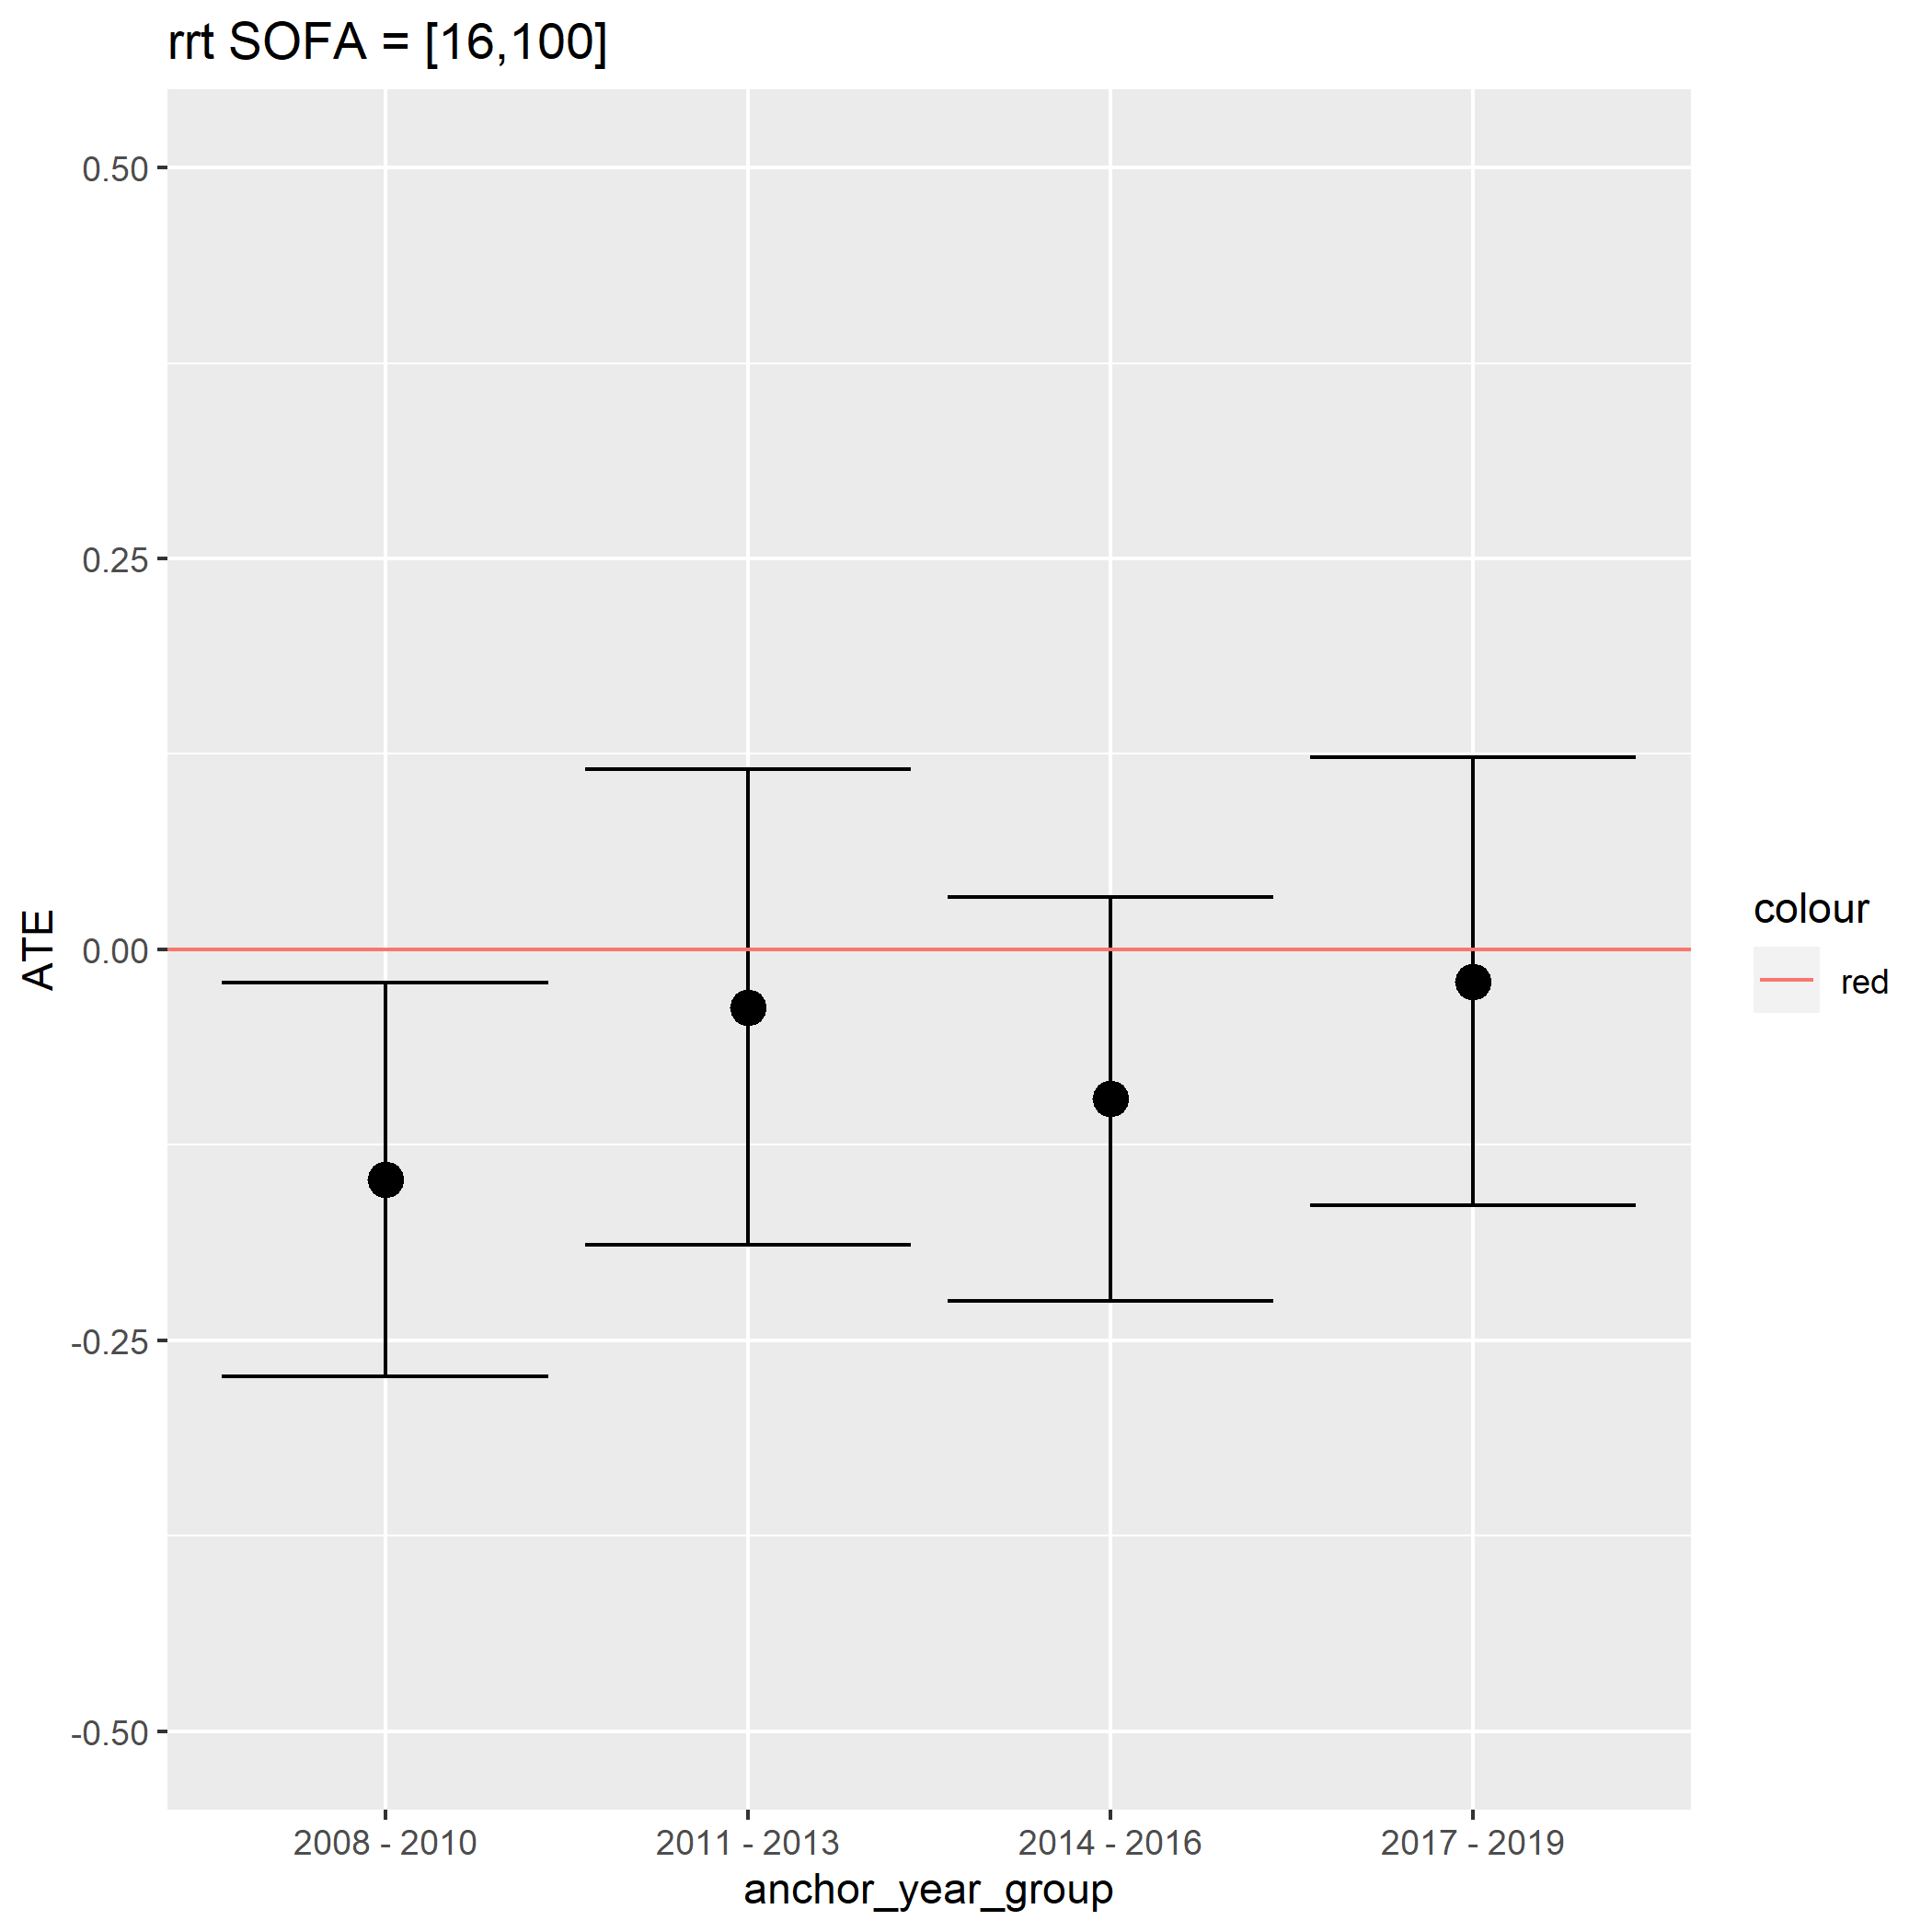 rrt SOFA = [16,100]
0.50
0.25
0.00
-0.25
-0.50
ATE
2008 - 2010
2011 - 2013
2014 - 2016
2017 - 2019
anchor_year_group
colour
red